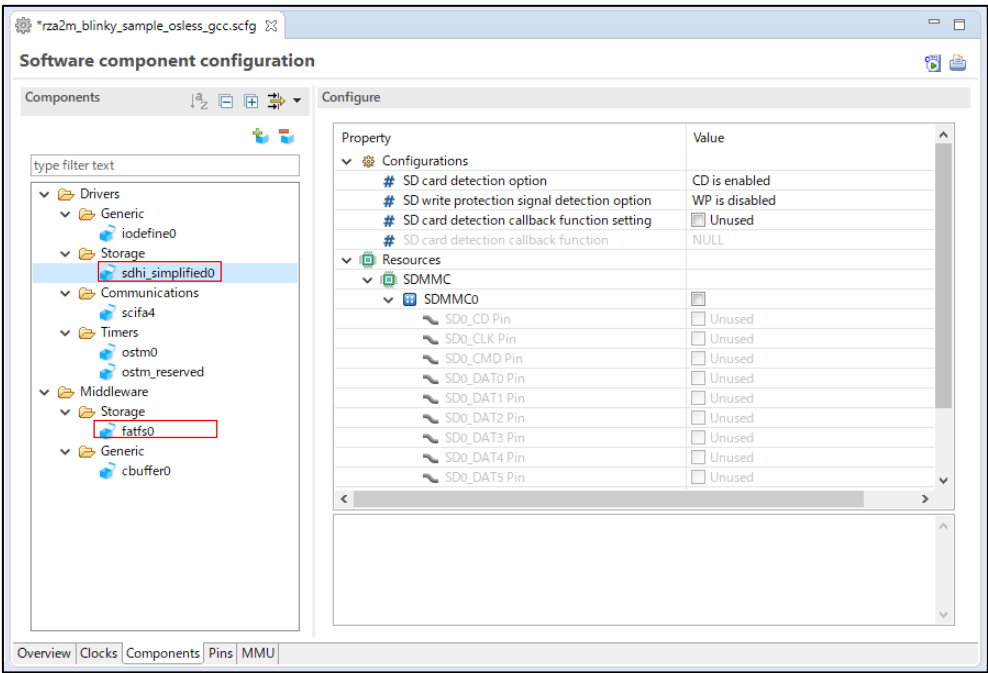 *rza2m_blinky_sample_osless_gcc.scfg
Software component configuration
Components
Configure
type filter text
Drivers
Generic
iodefine0
Storage
sdhi_simplified0
Communications
scifa4
Timers
ostm0
ostm_reserved
Middleware
Storage
fatfs0
Generic
cbuffer0
Property Value
Configurations
# SD card detection option CD is enabled
# SD write protection signal detection option WP is disabled
# SD card detection callback function setting Unused
# SD card detection callback function NULL
Resources
SDMMC
SDMMC0
SD0_CD Pin Unused
SD0_CLK Pin Unused
SD0_CMD Pin Unused
SD0_DAT0 Pin Unused
SD0_DAT1 Pin Unused
SD0_DAT2 Pin Unused
SD0_DAT3 Pin Unused
SD0_DAT4 Pin Unused
SD0_DAT5 Pin Unused
Overview Clocks Components Pins MMU